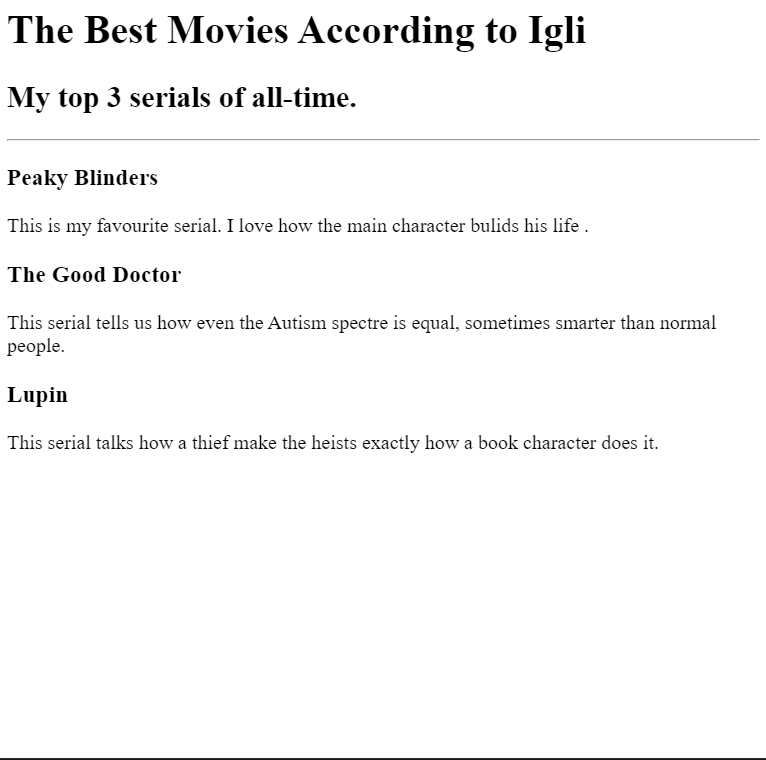 The Best Movies According to Igli
My top 3 serials of all-time.
Peaky Blinders
This is my favourite serial. I love how the main character bulids his life .
The Good Doctor
This serial tells us how even the Autism spectre is equal, sometimes smarter than normal
people.
Lupin
This serial talks how a thief make the heists exactly how a book character does it.